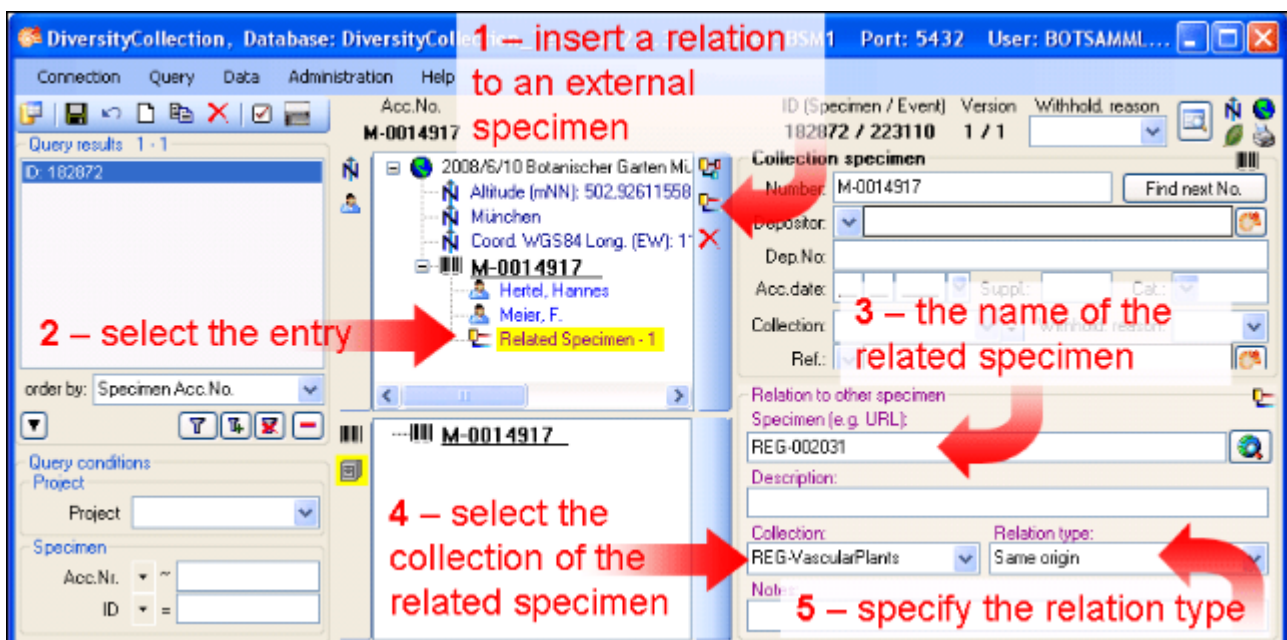 DiversityCollection, Database: DiversityCol
BSM1 Port: 5432 User: BOTSAMML...
1 – insert a relation
to an external
specimen
Connection Query Data Administration Help
Acc.No.
M-0014917
ID (Specimen / Event) Version Withhold. reason
182872 / 223110 1 / 1
Query results 1 - 1
ID: 182872
2008/6/10 Botanischer Garten Mü
Altitude (mNN): 502,92611558
München
Coord. WGS84 Long. (EW): 1
M-0014917
Hertel, Hannes
Meier, F.
Related Specimen - 1
2 – select the entry
order by: Specimen Acc.No.
Query conditions
Project
Project
Specimen
Acc.Nr. ~
ID =
M-0014917
4 – select the
collection of the
related specimen
Collection specimen
Number: M-0014917 Find next No.
Depositor:
Dep.No:
Acc.date: Suppl.: Cat.:
Collection: Withhold. reason:
Ref.:
3 – the name of the
related specimen
Relation to other specimen
Specimen (e.g. URL):
REG-002031
Description:
Collection: Relation type:
REG-VascularPlants Same origin
Notes:
5 – specify the relation type